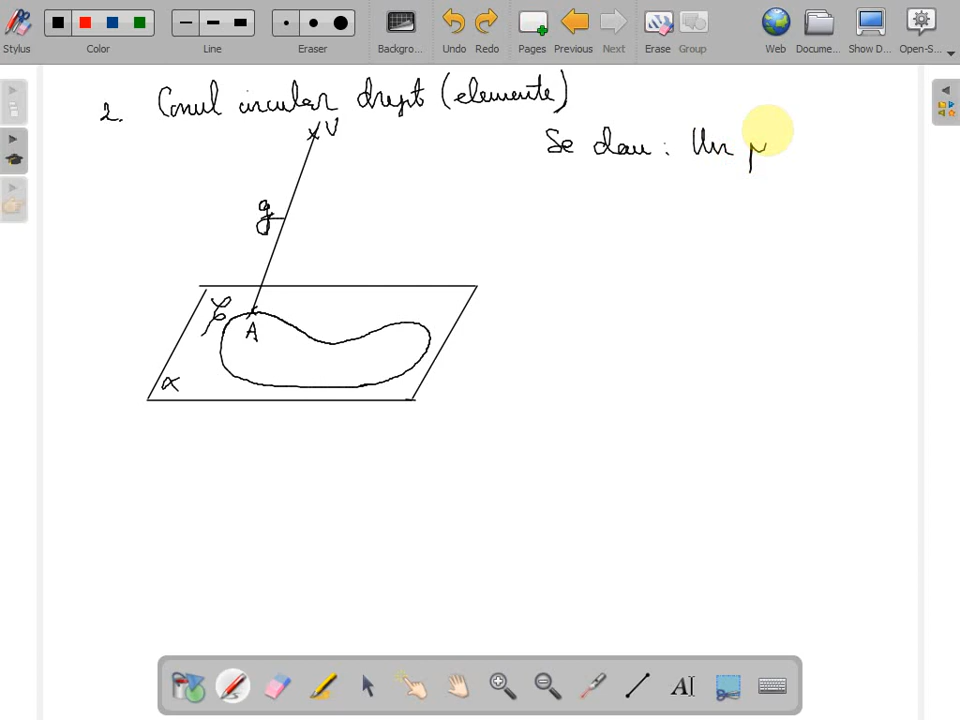 Stylus
Color
Line
Eraser
Backgro...
Undo
Redo
Pages
Previous
Next
Erase
Group
Web
Docume...
Show D...
Open-S...
2. Conul circular drept (elemente)
V
Se dau: Un p
g
A
α
AI